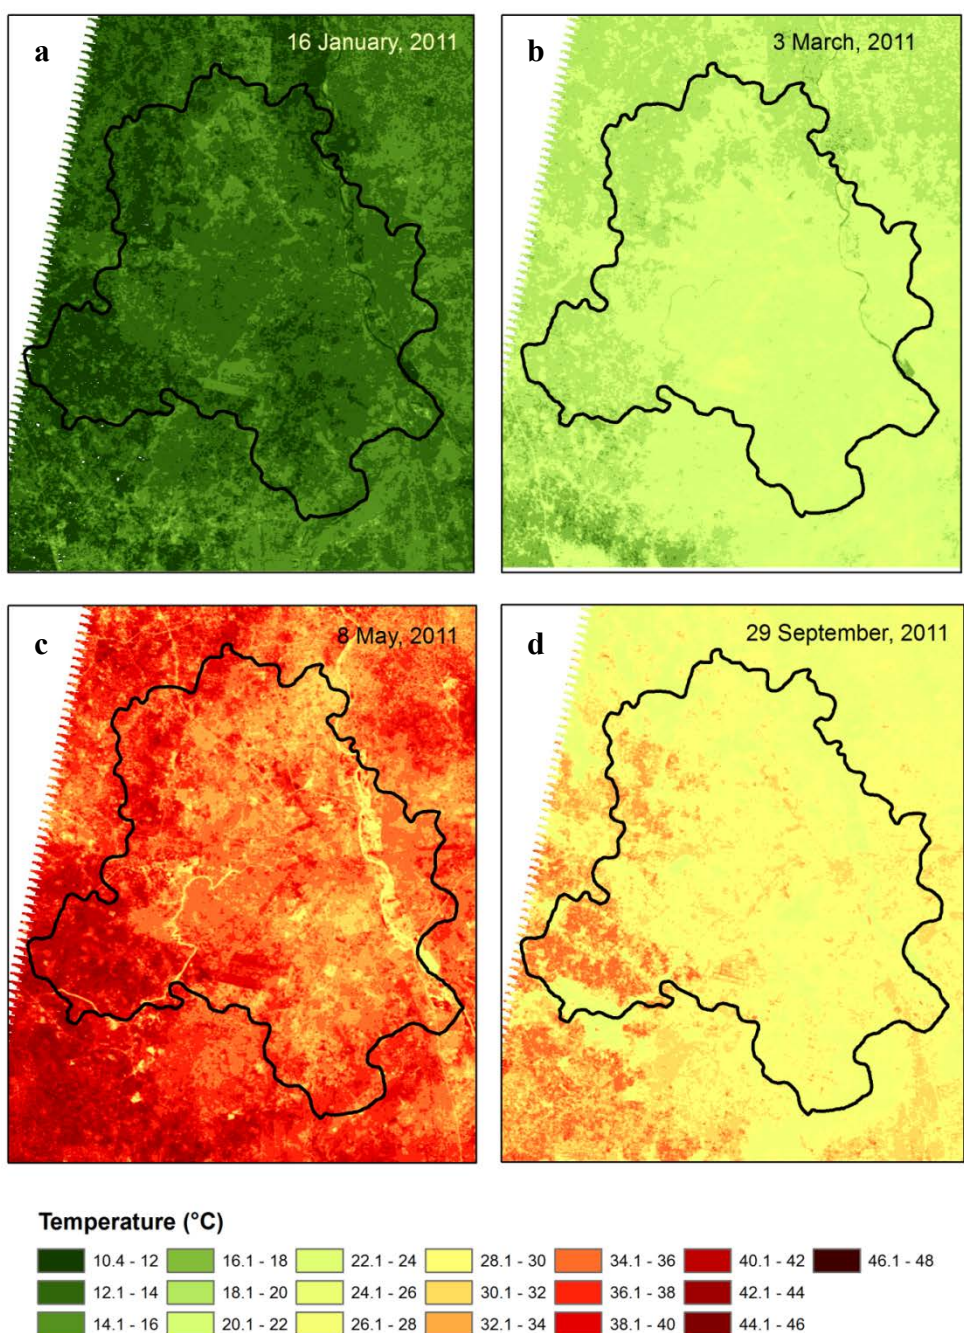 a
16 January, 2011
b
3 March, 2011
c
8 May, 2011
d
29 September, 2011
Temperature (°C)
10.4 - 12
16.1 - 18
22.1 - 24
28.1 - 30
34.1 - 36
40.1 - 42
46.1 - 48
12.1 - 14
18.1 - 20
24.1 - 26
30.1 - 32
36.1 - 38
42.1 - 44
14.1 - 16
20.1 - 22
26.1 - 28
32.1 - 34
38.1 - 40
44.1 - 46